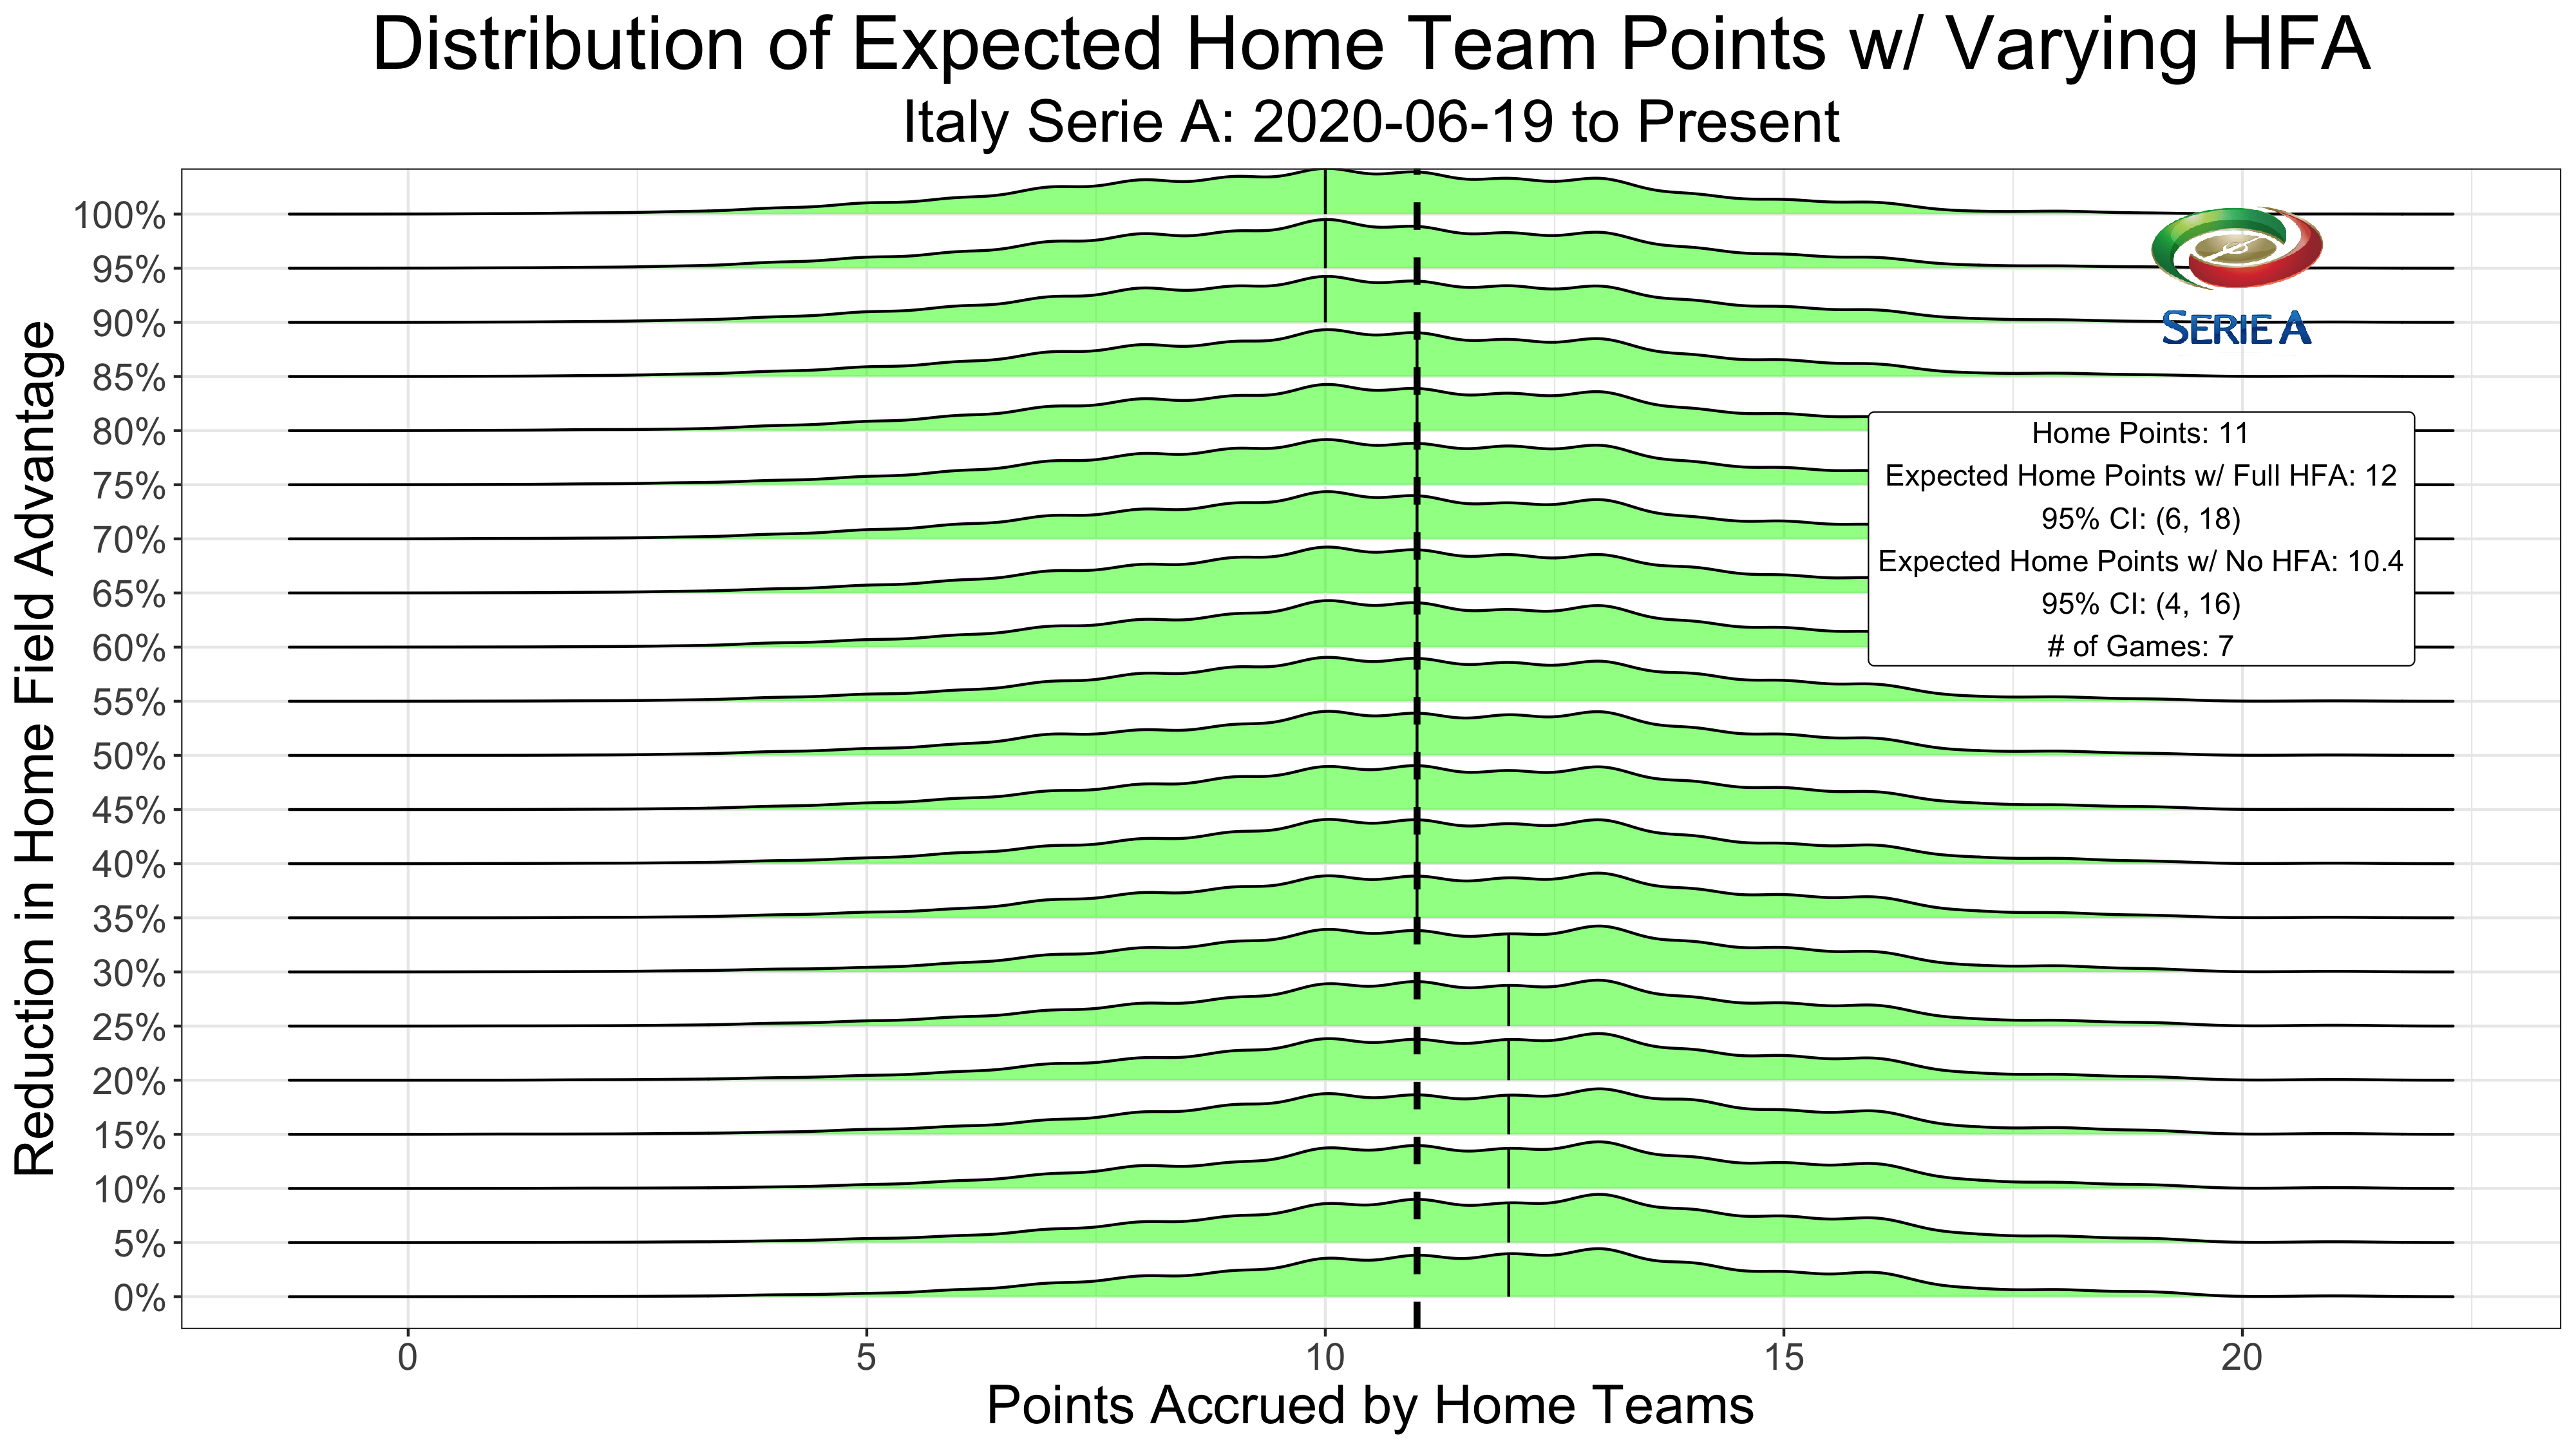 Distribution of Expected Home Team Points w/ Varying HFA
Italy Serie A: 2020-06-19 to Present
Reduction in Home Field Advantage
100%
95%
90%
85%
80%
75%
70%
65%
60%
55%
50%
45%
40%
35%
30%
25%
20%
15%
10%
5%
0%
SERIE A
Home Points: 11
Expected Home Points w/ Full HFA: 12
95% CI: (6, 18)
Expected Home Points w/ No HFA: 10.4
95% CI: (4, 16)
# of Games: 7
0 5 10 15 20
Points Accrued by Home Teams